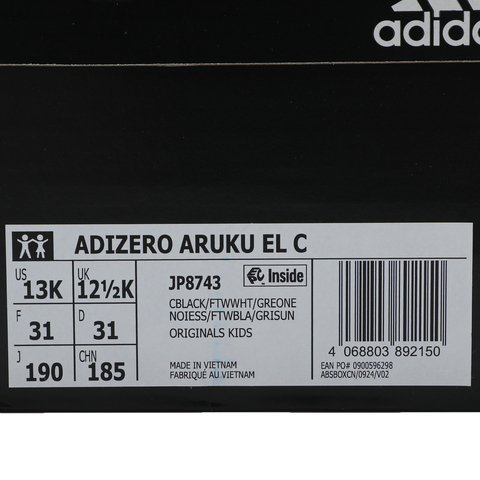 adidas
ADIZERO ARUKU EL C
US 13K UK 12½K
F 31 D 31
J 190 CHN 185
JP8743 Inside
CBLACK/FTWWHT/GREONE
NOIESS/FTWBLA/GRISUN
ORIGINALS KIDS
MADE IN VIETNAM
FABRIQUÉ AU VIETNAM
4 068803 892150
EAN PO# 0900596298
ABSBOXCN/0924/V02